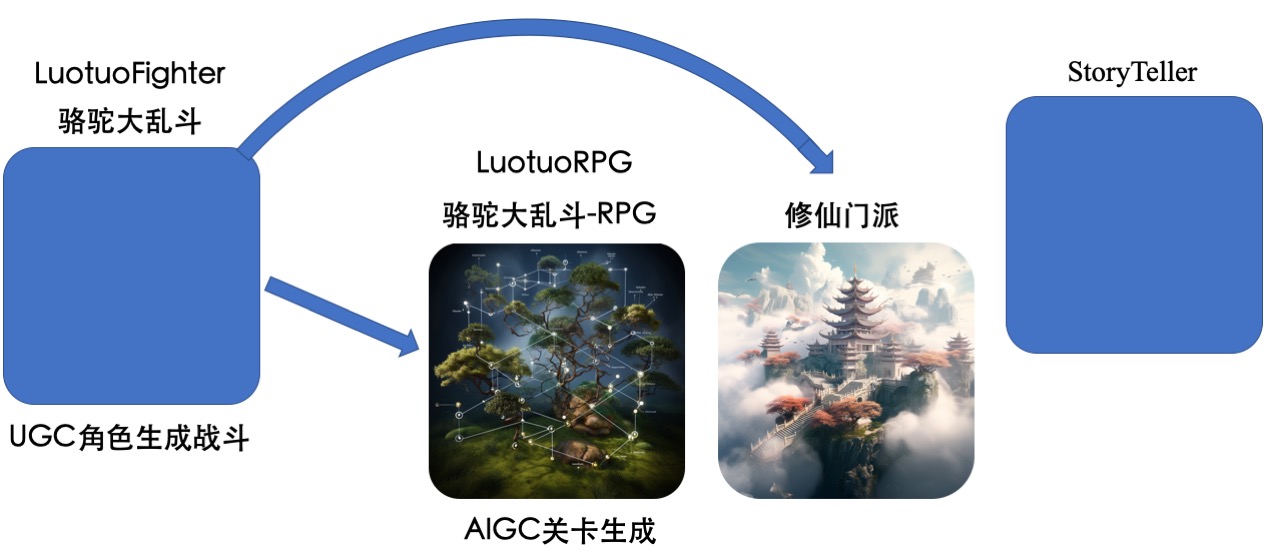 LuotuoFighter
骆驼大乱斗
UGC角色生成战斗
LuotuoRPG
骆驼大乱斗-RPG
AIGC关卡生成
修仙门派
StoryTeller